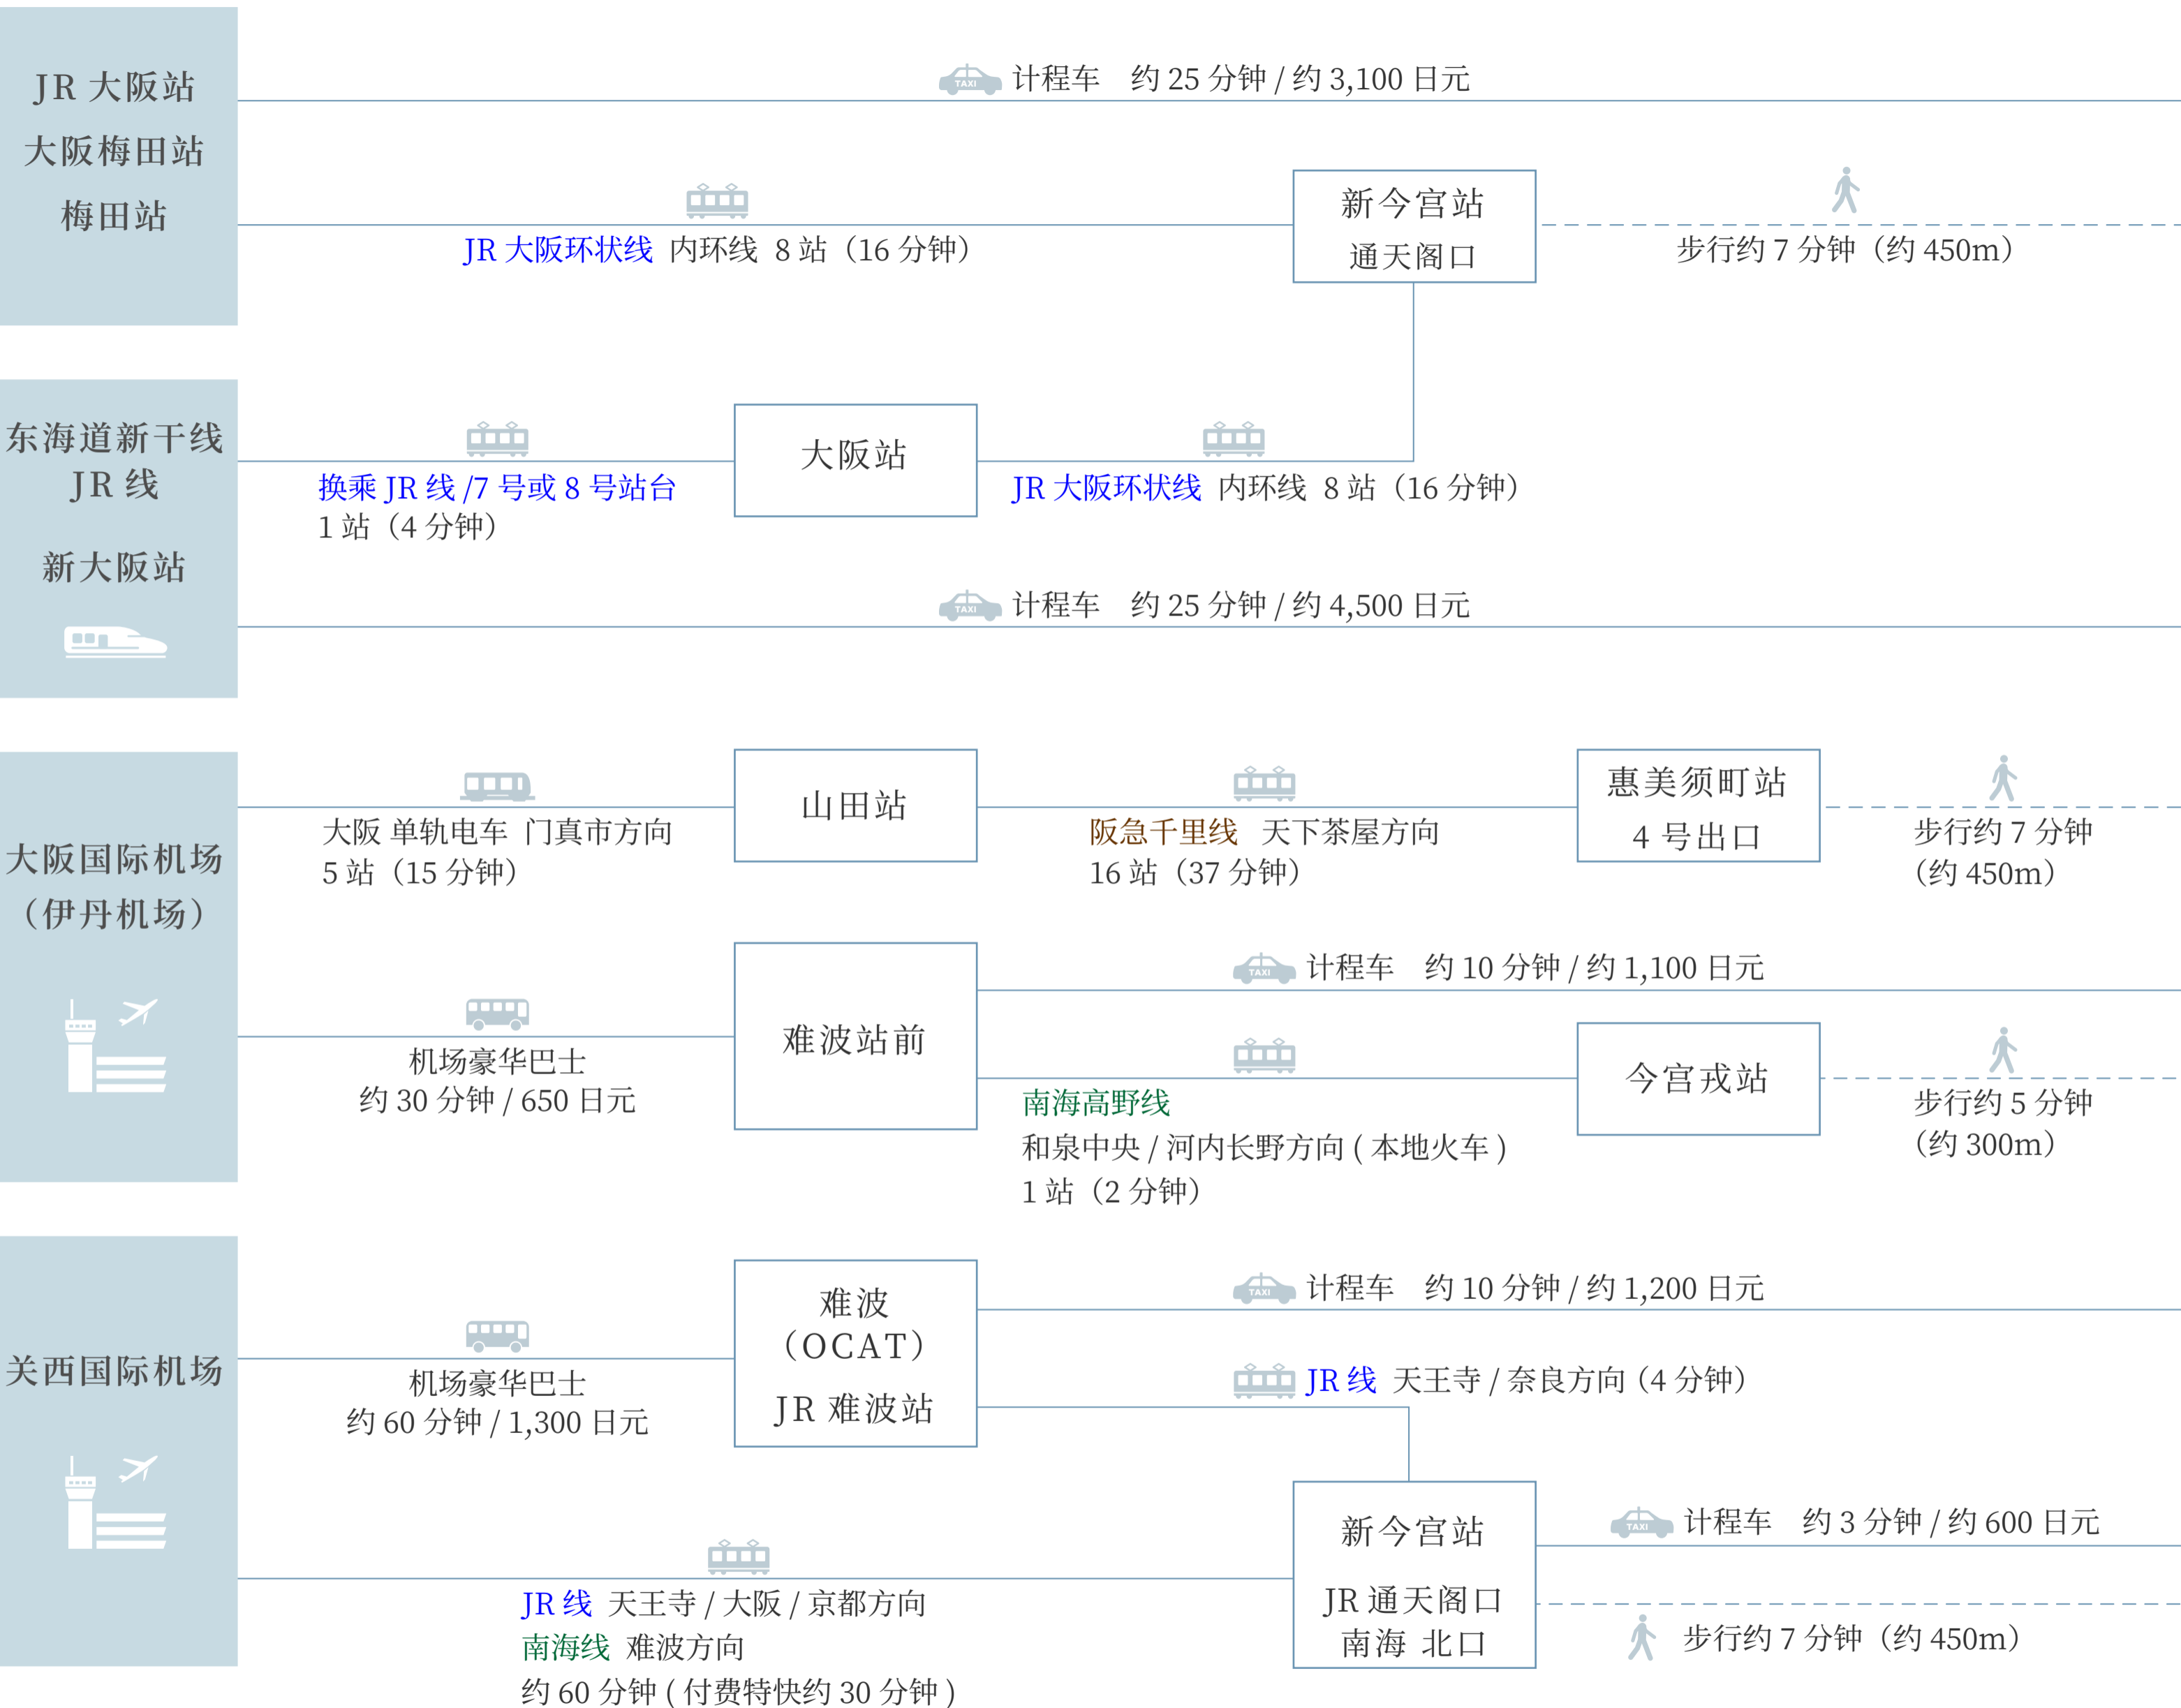 JR 大阪站
大阪梅田站
梅田站
TAXI 计程车 约 25 分钟 / 约 3,100 日元
JR 大阪环状线 内环线 8 站（16 分钟）
新今宫站
通天阁口
步行约 7 分钟（约 450m）
东海道新干线
JR 线
新大阪站
换乘 JR 线 /7 号或 8 号站台
1 站（4 分钟）
大阪站
JR 大阪环状线 内环线 8 站（16 分钟）
TAXI 计程车 约 25 分钟 / 约 4,500 日元
大阪国际机场
（伊丹机场）
大阪 单轨电车 门真市方向
5 站（15 分钟）
山田站
阪急千里线 天下茶屋方向
16 站（37 分钟）
惠美须町站
4 号出口
步行约 7 分钟
（约 450m）
机场豪华巴士
约 30 分钟 / 650 日元
难波站前
TAXI 计程车 约 10 分钟 / 约 1,100 日元
南海高野线
和泉中央 / 河内长野方向 ( 本地火车 )
1 站（2 分钟）
今宫戎站
步行约 5 分钟
（约 300m）
关西国际机场
机场豪华巴士
约 60 分钟 / 1,300 日元
难波
（OCAT）
JR 难波站
TAXI 计程车 约 10 分钟 / 约 1,200 日元
JR 线 天王寺 / 奈良方向（4 分钟）
JR 线 天王寺 / 大阪 / 京都方向
南海线 难波方向
约 60 分钟 ( 付费特快约 30 分钟 )
新今宫站
JR 通天阁口
南海 北口
TAXI 计程车 约 3 分钟 / 约 600 日元
步行约 7 分钟（约 450m）